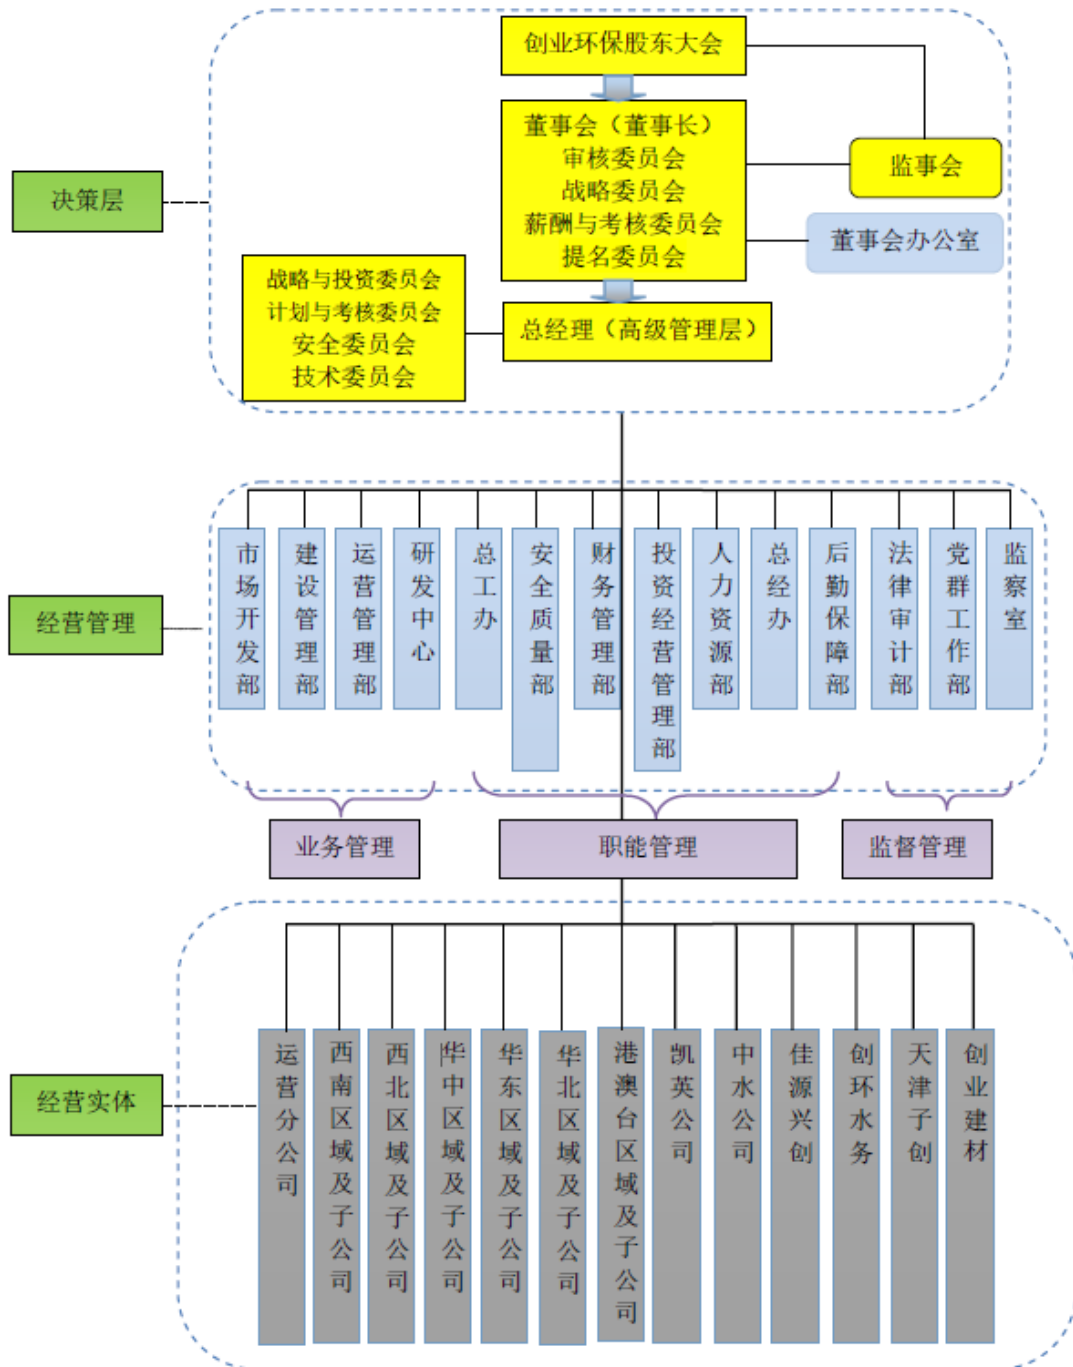 创业环保股东大会
董事会（董事长）
审核委员会
战略委员会
薪酬与考核委员会
提名委员会
监事会
董事会办公室
决策层
战略与投资委员会
计划与考核委员会
安全委员会
技术委员会
总经理（高级管理层）
经营管理
市场开发部
建设管理部
运营管理部
研发中心
总工办
安全质量部
财务管理部
投资经营管理部
人力资源部
总经办
后勤保障部
法律审计部
党群工作部
监察室
业务管理
职能管理
监督管理
经营实体
运营分公司
西南区域及子公司
西北区域及子公司
华中区域及子公司
华东区域及子公司
华北区域及子公司
港澳台区域及子公司
凯英公司
中水公司
佳源兴创
创环水务
天津子创
创业建材